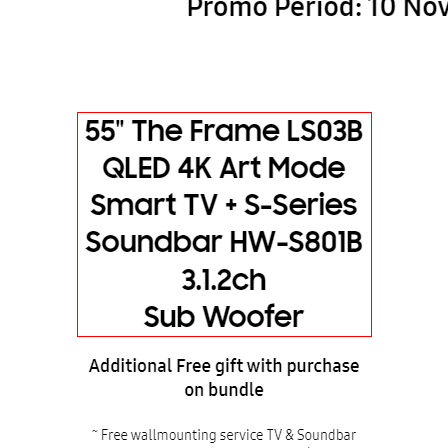 Promo Period: 10 Nov
55" The Frame LS03B
QLED 4K Art Mode
Smart TV + S-Series
Soundbar HW-S801B
3.1.2ch
Sub Woofer
Additional Free gift with purchase
on bundle
~ Free wallmounting service TV & Soundbar